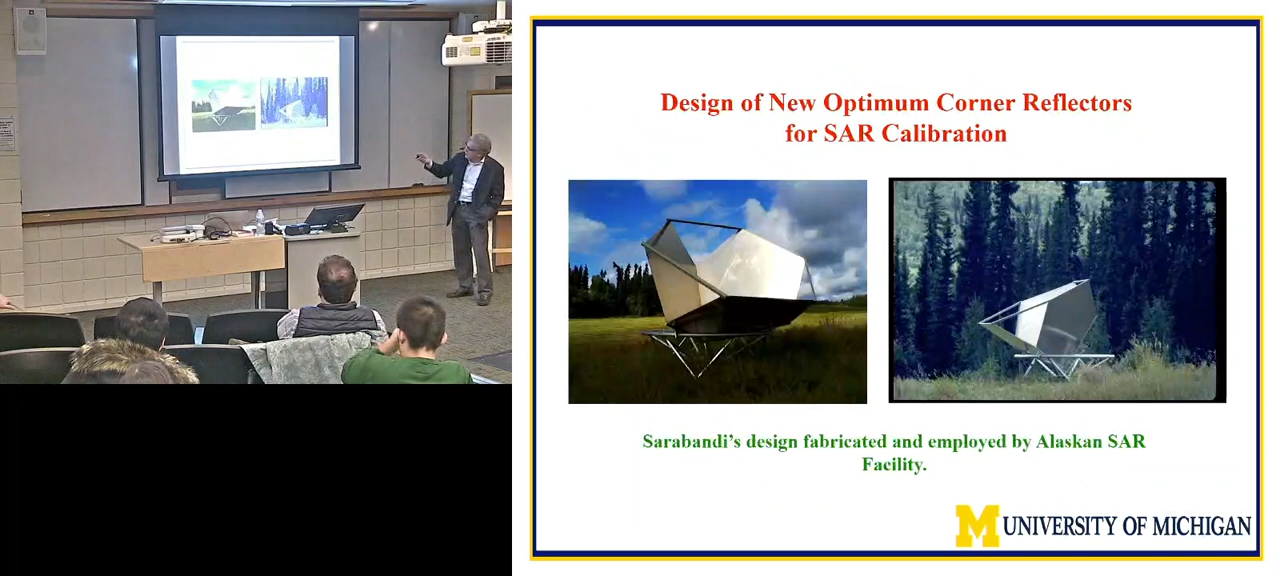 Design of New Optimum Corner Reflectors
for SAR Calibration
Sarabandi's design fabricated and employed by Alaskan SAR
Facility.
M UNIVERSITY OF MICHIGAN